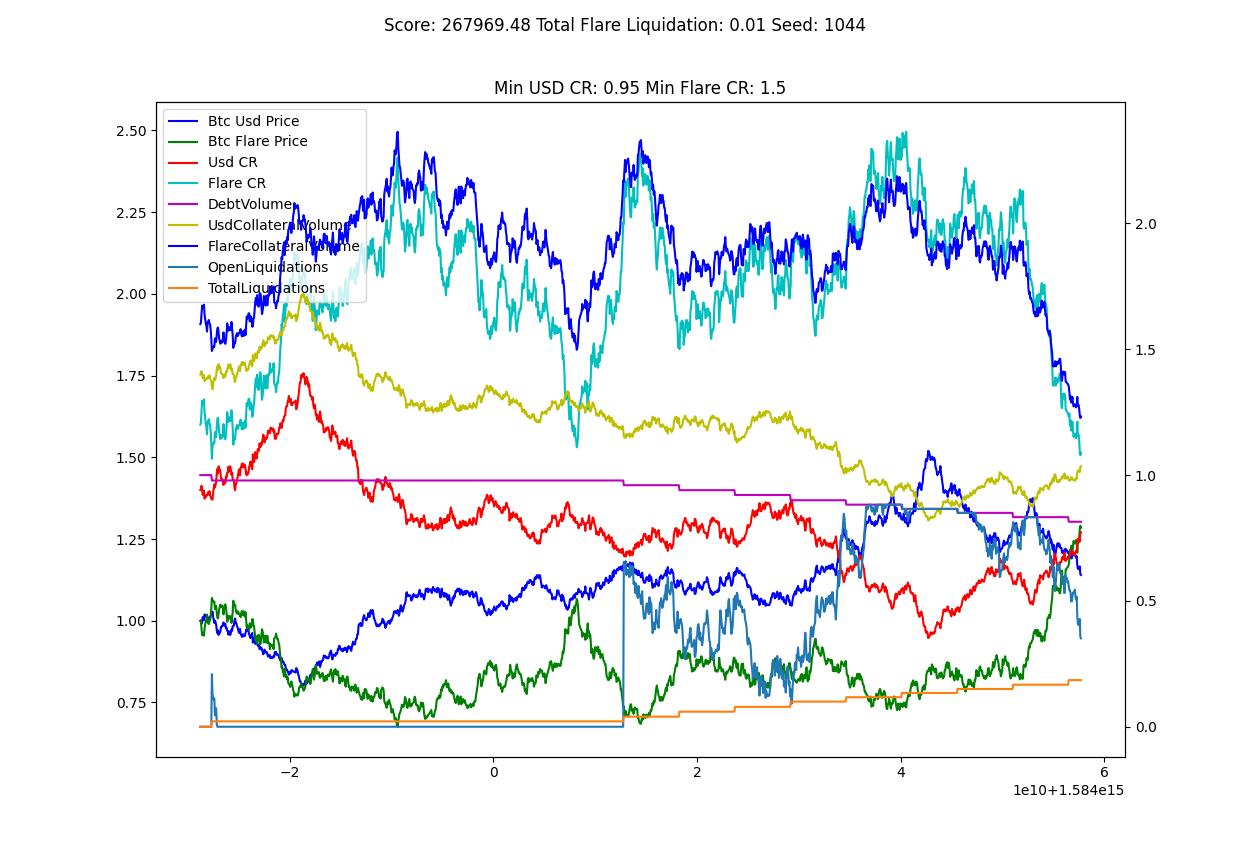 Score: 267969.48 Total Flare Liquidation: 0.01 Seed: 1044
Min USD CR: 0.95 Min Flare CR: 1.5
Btc Usd Price
Btc Flare Price
Usd CR
Flare CR
DebtVolume
UsdCollateralVolume
FlareCollateralVolume
OpenLiquidations
TotalLiquidations
2.50
2.25
2.00
1.75
1.50
1.25
1.00
0.75
2.0
1.5
1.0
0.5
0.0
−2 0 2 4 6
1e10+1.584e15